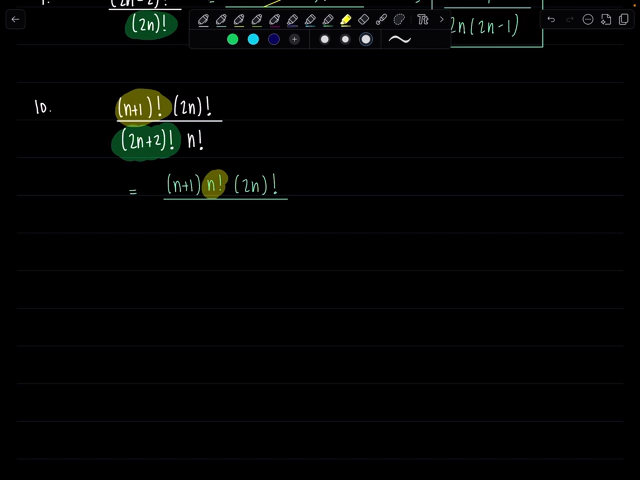 (2n)!
2n(2n-1)
10.
(n+1)! (2n)!
(2n+2)! n!
= (n+1) n! (2n)!